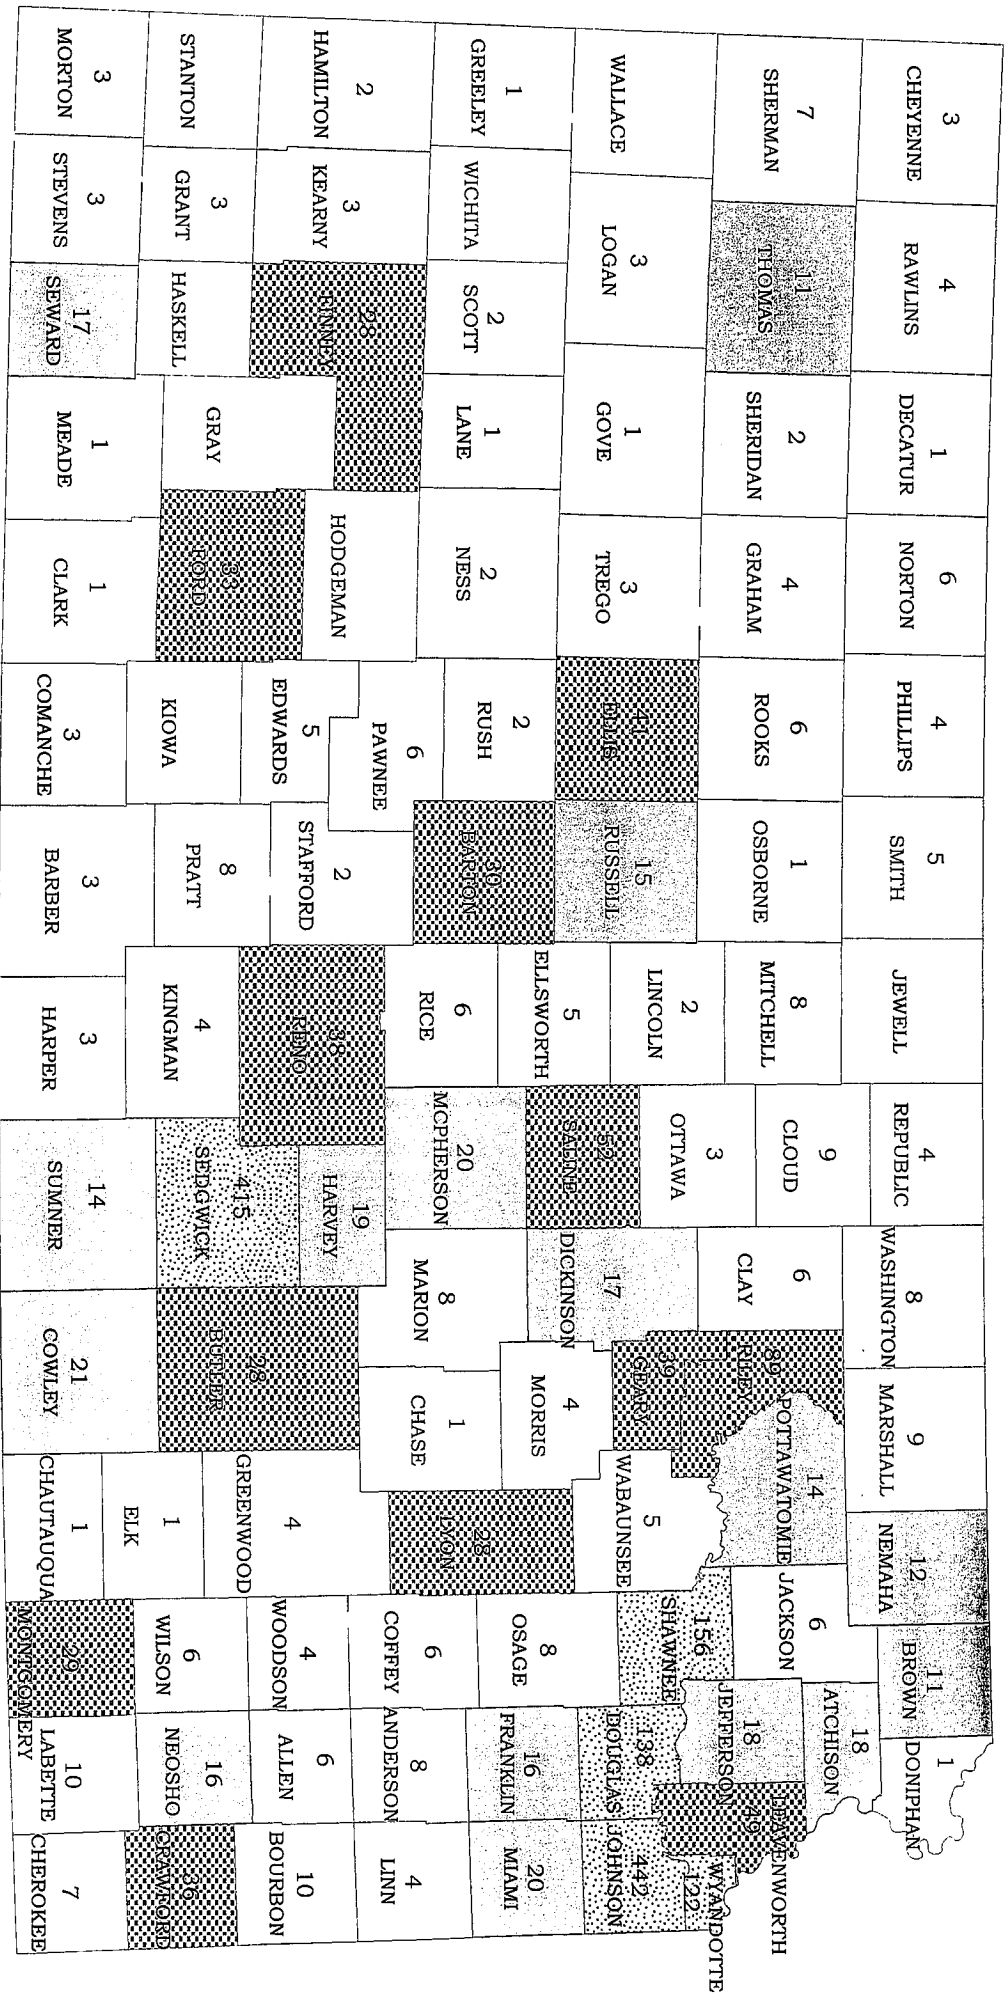 3
CHEYENNE
4
RAWLINS
1
DECATUR
6
NORTON
4
PHILLIPS
5
SMITH
JEWELL
4
REPUBLIC
8
WASHINGTON
9
MARSHALL
12
NEMAHA
11
BROWN
1
DONIPHAN
7
SHERMAN
11
THOMAS
2
SHERIDAN
4
GRAHAM
6
ROOKS
1
OSBORNE
8
MITCHELL
9
CLOUD
6
CLAY
89
RILEY
14
POTTAWATOMIE
6
JACKSON
18
ATCHISON
WALLACE
3
LOGAN
1
GOVE
3
TREGO
41
ELLIS
15
RUSSELL
2
LINCOLN
3
OTTAWA
17
DICKINSON
39
GEARY
5
WABAUNSEE
156
SHAWNEE
18
JEFFERSON
LEAVENWORTH
49
WYANDOTTE
122
1
GREELEY
WICHITA
2
SCOTT
1
LANE
2
NESS
2
RUSH
30
BARTON
5
ELLSWORTH
52
SALINE
4
MORRIS
8
OSAGE
138
DOUGLAS
442
JOHNSON
2
HAMILTON
3
KEARNY
28
FINNEY
HODGEMAN
6
PAWNEE
6
RICE
20
MCPHERSON
8
MARION
1
CHASE
28
LYON
6
COFFEY
16
FRANKLIN
20
MIAMI
STANTON
3
GRANT
HASKELL
GRAY
33
FORD
5
EDWARDS
2
STAFFORD
38
RENO
19
HARVEY
28
BUTLER
4
GREENWOOD
4
WOODSON
8
ANDERSON
4
LINN
3
MORTON
3
STEVENS
17
SEWARD
1
MEADE
1
CLARK
KIOWA
8
PRATT
4
KINGMAN
415
SEDGWICK
1
ELK
6
WILSON
6
ALLEN
10
BOURBON
3
COMANCHE
3
BARBER
3
HARPER
14
SUMNER
21
COWLEY
1
CHAUTAUQUA
29
MONTGOMERY
16
NEOSHO
36
CRAWFORD
10
LABETTE
7
CHEROKEE